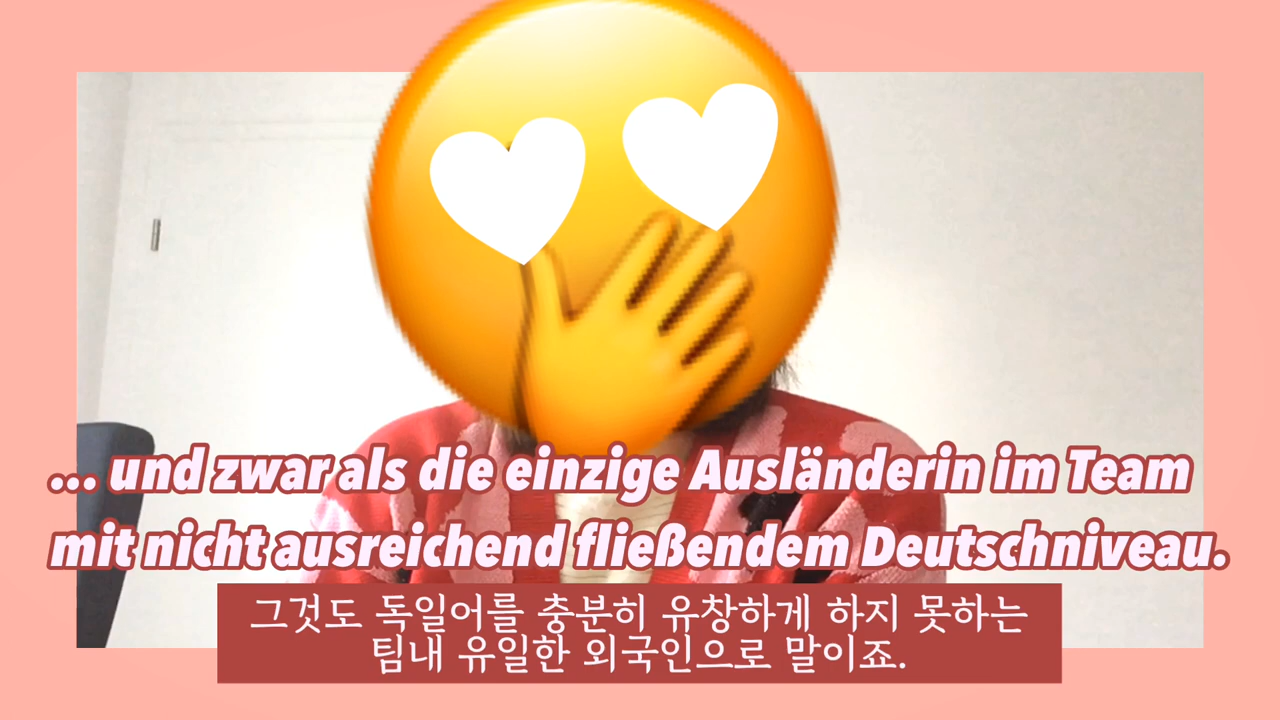 ... und zwar als die einzige Ausländerin im Team
mit nicht ausreichend fließendem Deutschniveau.
그것도 독일어를 충분히 유창하게 하지 못하는
팀내 유일한 외국인으로 말이죠.